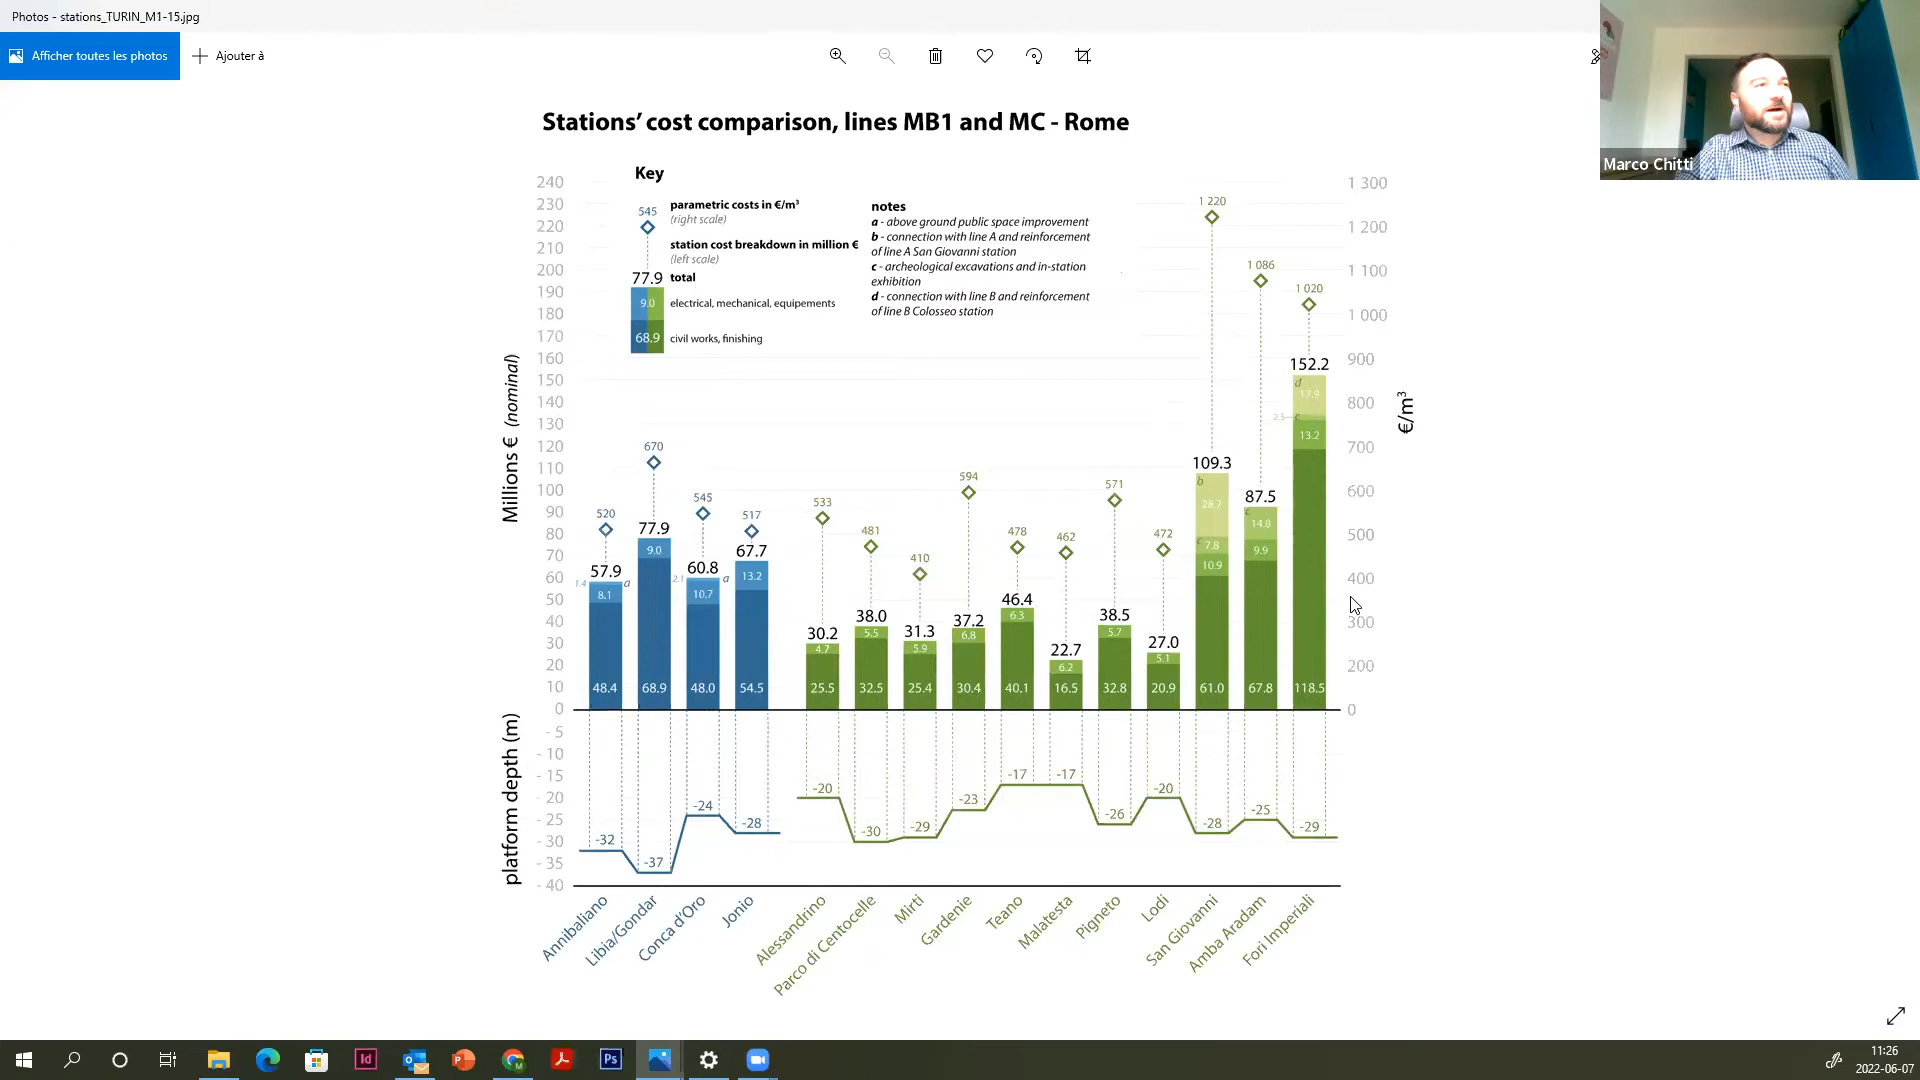 Photos - stations_TURIN_M1-15.jpg
Afficher toutes les photos
Ajouter à
Marco Chitti
Stations' cost comparison, lines MB1 and MC - Rome
Key
545
parametric costs in €/m³
(right scale)
station cost breakdown in million €
(left scale)
77.9 total
9.0 electrical, mechanical, equipements
68.9 civil works, finishing
notes
a - above ground public space improvement
b - connection with line A and reinforcement
of line A San Giovanni station
c - archeological excavations and in-station
exhibition
d - connection with line B and reinforcement
of line B Colosseo station
Millions € (nominal)
240
230
220
210
200
190
180
170
160
150
140
130
120
110
100
90
80
70
60
50
40
30
20
10
0
€/m³
1 300
1 200
1 100
1 000
900
800
700
600
500
400
300
200
0
520
57.9
1.4 a
8.1
48.4
670
77.9
9.0
68.9
545
60.8
2.1 a
10.7
48.0
517
67.7
13.2
54.5
533
30.2
4.7
25.5
481
38.0
5.5
32.5
410
31.3
5.9
25.4
594
37.2
6.8
30.4
478
46.4
6.3
40.1
462
22.7
6.2
16.5
571
38.5
5.7
32.8
472
27.0
5.1
20.9
1 220
109.3
b
28.7
c
7.8
10.9
61.0
1 086
87.5
c
14.8
9.9
67.8
1 020
152.2
d
17.9
2.5 c
13.2
118.5
platform depth (m)
- 5
- 10
- 15
- 20
- 25
- 30
- 35
- 40
-32
-37
-24
-28
-20
-30
-29
-23
-17
-17
-26
-20
-28
-25
-29
Annibaliano
Libia/Gondar
Conca d'Oro
Jonio
Alessandrino
Parco di Centocelle
Mirti
Gardenie
Teano
Malatesta
Pigneto
Lodi
San Giovanni
Amba Aradam
Fori Imperiali
Id
Ps
11:26
2022-06-07